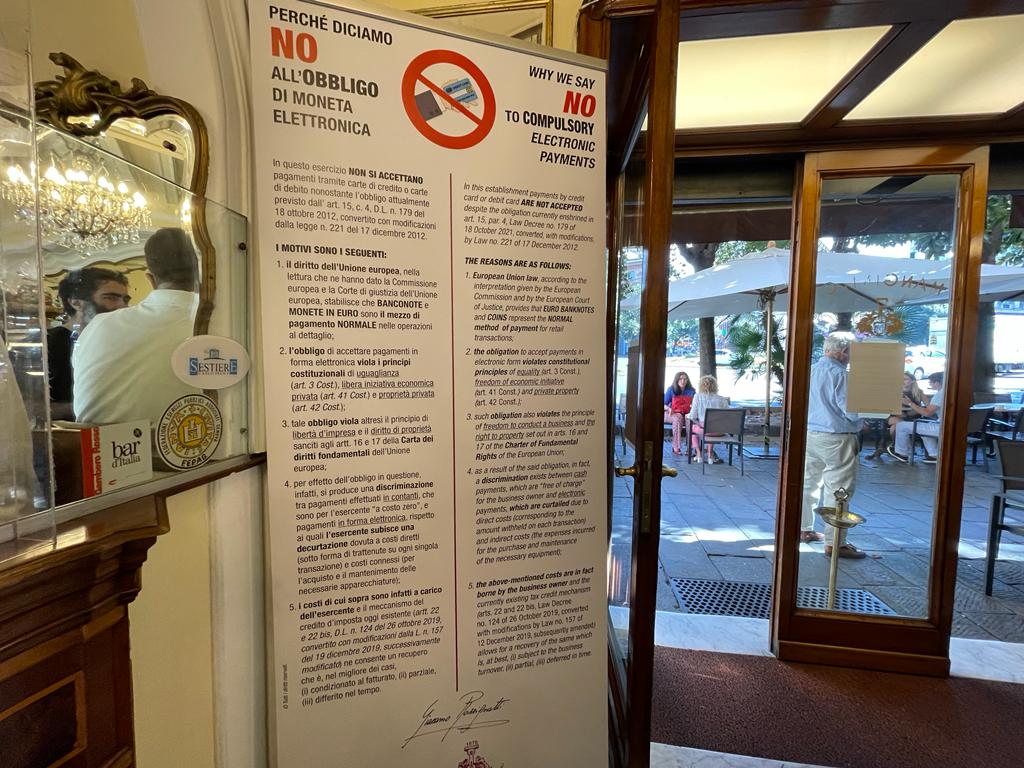 PERCHÉ DICIAMO
NO
ALL'OBBLIGO
DI MONETA
ELETTRONICA
WHY WE SAY
NO
TO COMPULSORY
ELECTRONIC
PAYMENTS
In questo esercizio NON SI ACCETTANO
pagamenti tramite carte di credito o carte
di debito nonostante l'obbligo attualmente
previsto dall' art. 15, c. 4, D.L. n. 179 del
18 ottobre 2012, convertito con modificazioni
dalla legge n. 221 del 17 dicembre 2012.
I MOTIVI SONO I SEGUENTI:
1. il diritto dell'Unione europea, nella
lettura che ne hanno dato la Commissione
europea e la Corte di giustizia dell'Unione
europea, stabilisce che BANCONOTE e
MONETE IN EURO sono il mezzo di
pagamento NORMALE nelle operazioni
al dettaglio;
2. l'obbligo di accettare pagamenti in
forma elettronica viola i principi
costituzionali di uguaglianza
(art. 3 Cost.), libera iniziativa economica
privata (art. 41 Cost.) e proprietà privata
(art. 42 Cost.);
3. tale obbligo viola altresì il principio di
libertà d'impresa e il diritto di proprietà
sanciti agli artt. 16 e 17 della Carta dei
diritti fondamentali dell'Unione
europea;
4. per effetto dell'obbligo in questione,
infatti, si produce una discriminazione
tra pagamenti effettuati in contanti, che
sono per l'esercente "a costo zero", e
pagamenti in forma elettronica, rispetto
ai quali l'esercente subisce una
decurtazione dovuta a costi diretti
(sotto forma di trattenute su ogni singola
transazione) e costi connessi (per
l'acquisto e il mantenimento delle
necessarie apparecchiature);
5. i costi di cui sopra sono infatti a carico
dell'esercente e il meccanismo del
credito d'imposta oggi esistente (artt. 22
e 22 bis, D.L. n. 124 del 26 ottobre 2019,
convertito con modificazioni dalla L. n. 157
del 19 dicembre 2019, successivamente
modificato) ne consente un recupero
che è, nel migliore dei casi,
(i) condizionato al fatturato, (ii) parziale,
(iii) differito nel tempo.
In this establishment payments by credit
card or debit card ARE NOT ACCEPTED
despite the obligation currently enshrined in
art. 15, par. 4, Law Decree no. 179 of
18 October 2021, converted, with modifications,
by Law no. 221 of 17 December 2012.
THE REASONS ARE AS FOLLOWS:
1. European Union law, according to the
interpretation given by the European
Commission and by the European Court
of Justice, provides that EURO BANKNOTES
and COINS represent the NORMAL
method of payment for retail
transactions;
2. the obligation to accept payments in
electronic form violates constitutional
principles of equality (art. 3 Const.),
freedom of economic initiative
(art. 41 Const.) and private property
(art. 42 Const.);
3. such obligation also violates the principle
of freedom to conduct a business and the
right to property set out in arts. 16 and
17 of the Charter of Fundamental
Rights of the European Union;
4. as a result of the said obligation, in fact,
a discrimination exists between cash
payments, which are "free of charge"
for the business owner and electronic
payments, which are curtailed due to
direct costs (corresponding to the
amount withheld on each transaction)
and indirect costs (the expenses incurred
for the purchase and maintenance
of the necessary equipment);
5. the above-mentioned costs are in fact
borne by the business owner and the
currently existing tax credit mechanism
(arts. 22 and 22 bis, Law Decree
no. 124 of 26 October 2019, converted
with modifications by Law no. 157 of
12 December 2019, subsequently amended)
allows for a recovery of the same which
is, at best, (i) subject to the business
turnover, (ii) partial, (iii) deferred in time.
© Tutti i diritti riservati
SESTIERE
Gambero Rosso
bar
d'Italia
FEPAG